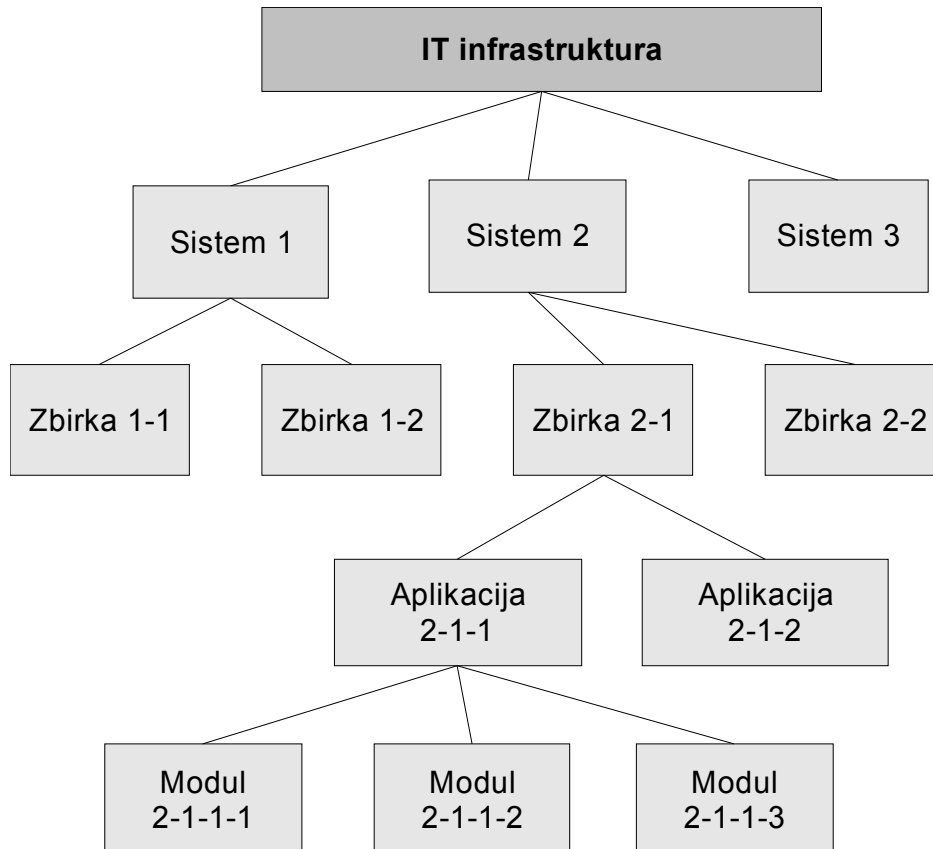 IT infrastruktura
Sistem 1
Sistem 2
Sistem 3
Zbirka 1-1
Zbirka 1-2
Zbirka 2-1
Zbirka 2-2
Aplikacija
2-1-1
Aplikacija
2-1-2
Modul
2-1-1-1
Modul
2-1-1-2
Modul
2-1-1-3